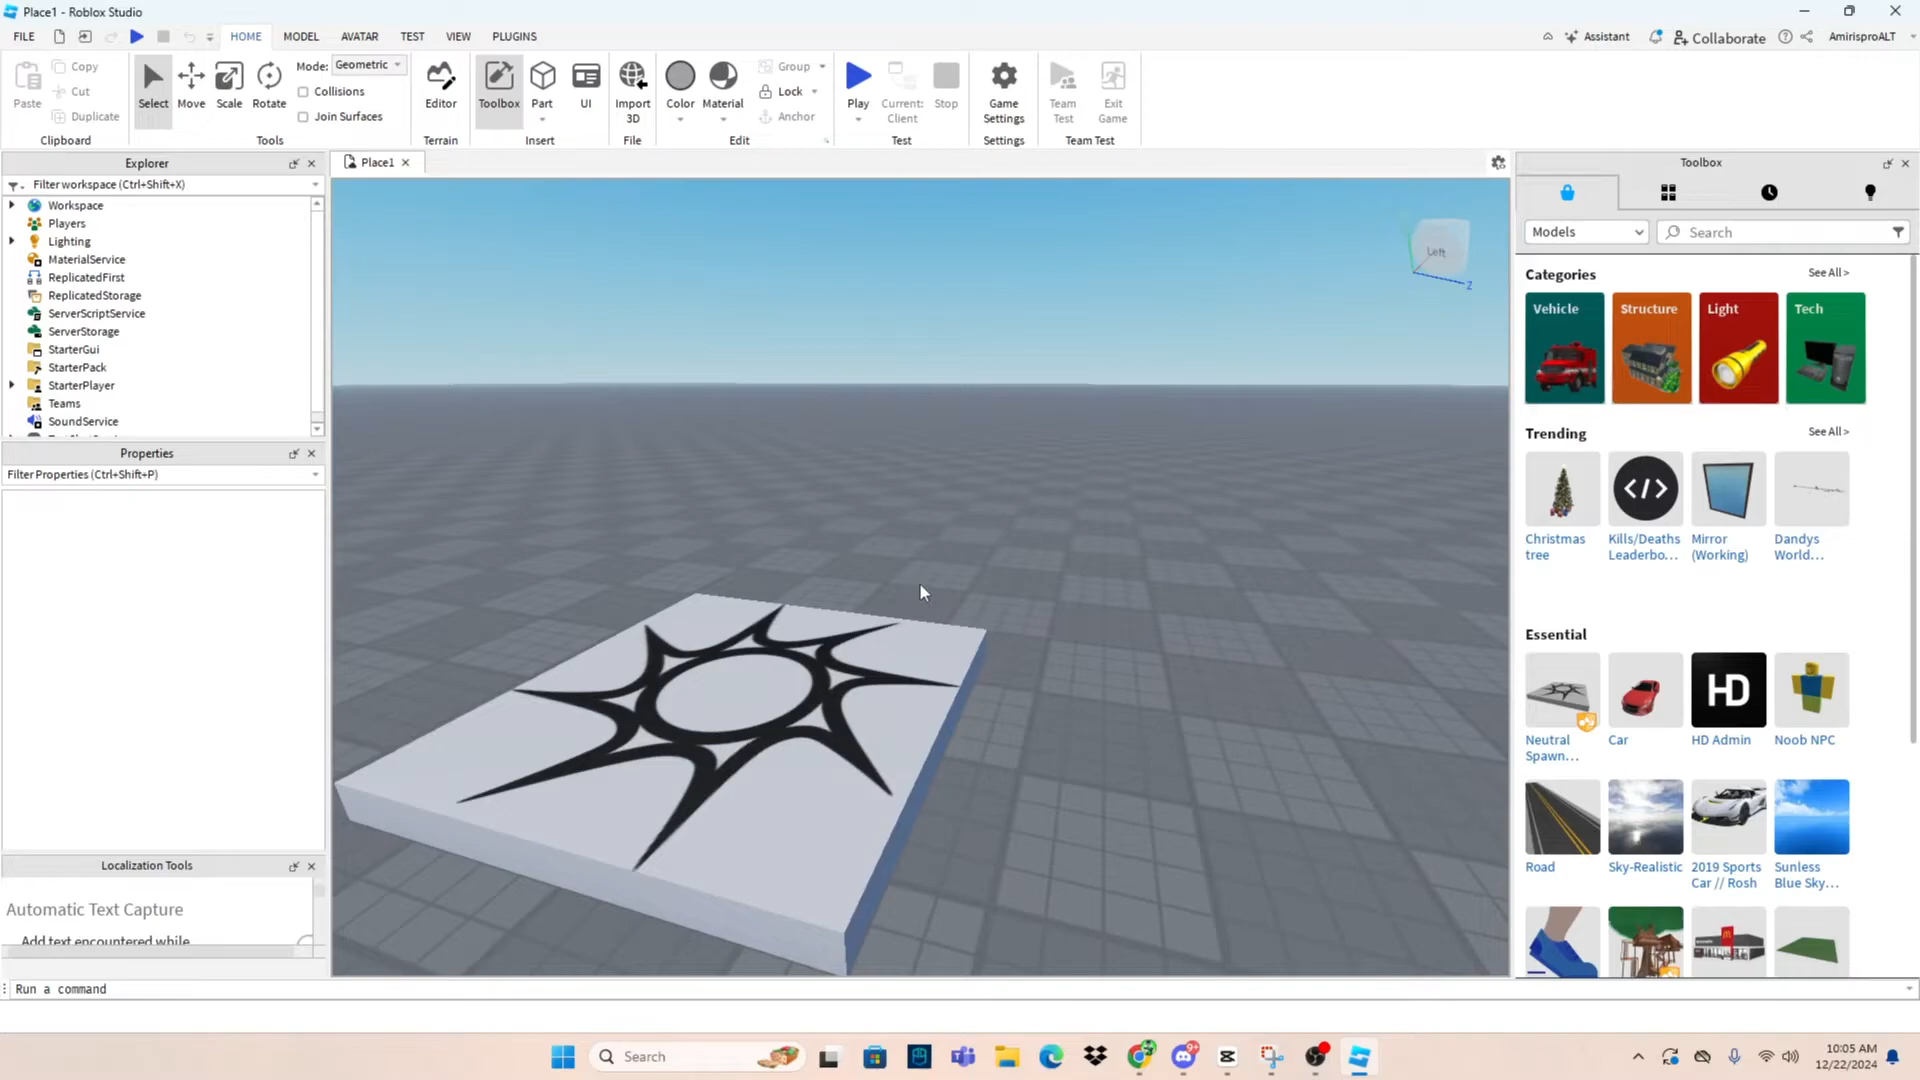 Place1 - Roblox Studio
FILE
HOME
MODEL
AVATAR
TEST
VIEW
PLUGINS
Assistant
Collaborate
AmirisproALT
Paste
Copy
Cut
Duplicate
Clipboard
Select
Move
Scale
Rotate
Mode:
Geometric
Collisions
Join Surfaces
Tools
Editor
Terrain
Toolbox
Part
UI
Insert
Import
3D
File
Color
Material
Group
Lock
Anchor
Edit
Play
Current:
Client
Stop
Test
Game
Settings
Settings
Team
Test
Exit
Game
Team Test
Explorer
Filter workspace (Ctrl+Shift+X)
Workspace
Players
Lighting
MaterialService
ReplicatedFirst
ReplicatedStorage
ServerScriptService
ServerStorage
StarterGui
StarterPack
StarterPlayer
Teams
SoundService
Properties
Filter Properties (Ctrl+Shift+P)
Localization Tools
Automatic Text Capture
Add text encountered while
Place1
Left
Z
Toolbox
Models
Search
Categories
See All >
Vehicle
Structure
Light
Tech
Trending
See All >
Christmas
tree
Kills/Deaths
Leaderbo...
Mirror
(Working)
Dandys
World...
Essential
HD
Neutral
Spawn...
Car
HD Admin
Noob NPC
Road
Sky-Realistic
2019 Sports
Car // Rosh
Sunless
Blue Sky...
Run a command
Search
10:05 AM
12/22/2024